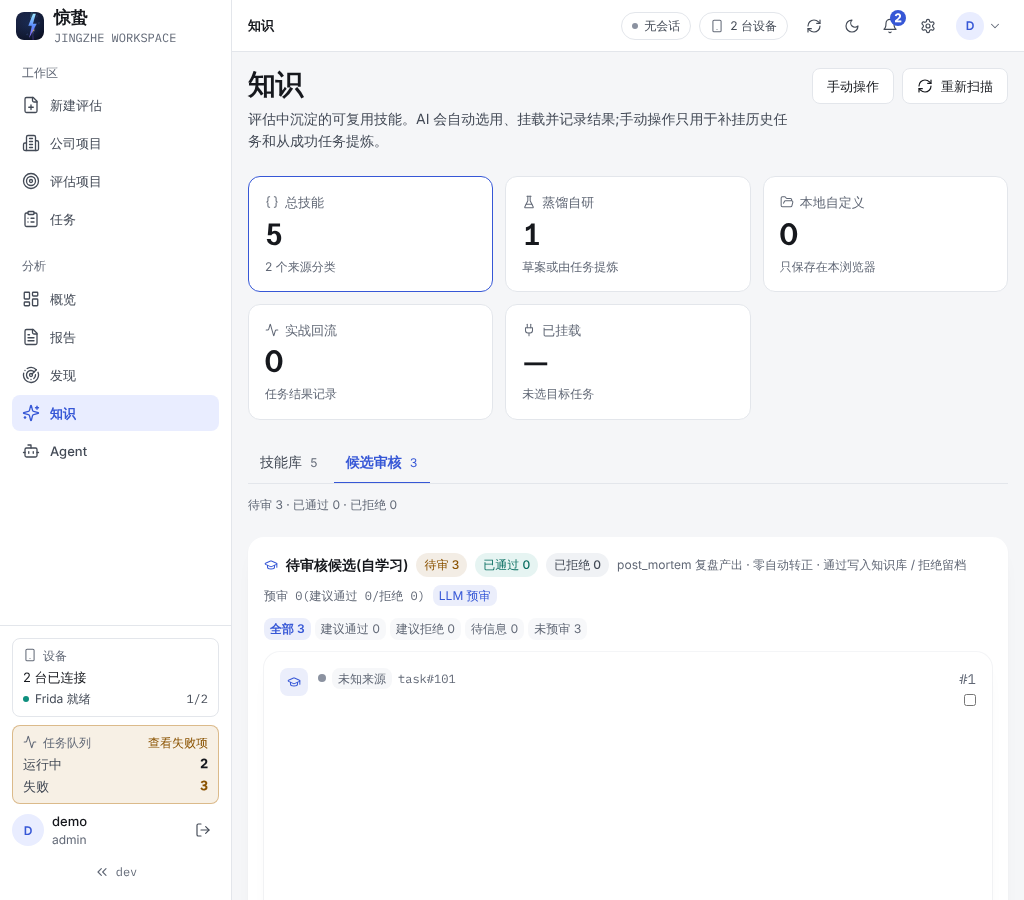 惊蛰
JINGZHE WORKSPACE
工作区
新建评估
公司项目
评估项目
任务
分析
概览
报告
发现
知识
Agent
设备
2 台已连接
Frida 就绪 1/2
任务队列 查看失败项
运行中 2
失败 3
D demo
admin
dev
知识 无会话 2 台设备 2 D
知识 手动操作 重新扫描
评估中沉淀的可复用技能。AI 会自动选用、挂载并记录结果;手动操作只用于补挂历史任
务和从成功任务提炼。
总技能
5
2 个来源分类
蒸馏自研
1
草案或由任务提炼
本地自定义
0
只保存在本浏览器
实战回流
0
任务结果记录
已挂载
—
未选目标任务
技能库 5 候选审核 3
待审 3 · 已通过 0 · 已拒绝 0
待审核候选(自学习) 待审 3 已通过 0 已拒绝 0 post_mortem 复盘产出 · 零自动转正 · 通过写入知识库 / 拒绝留档
预审 0(建议通过 0/拒绝 0) LLM 预审
全部 3 建议通过 0 建议拒绝 0 待信息 0 未预审 3
未知来源 task#101 #1